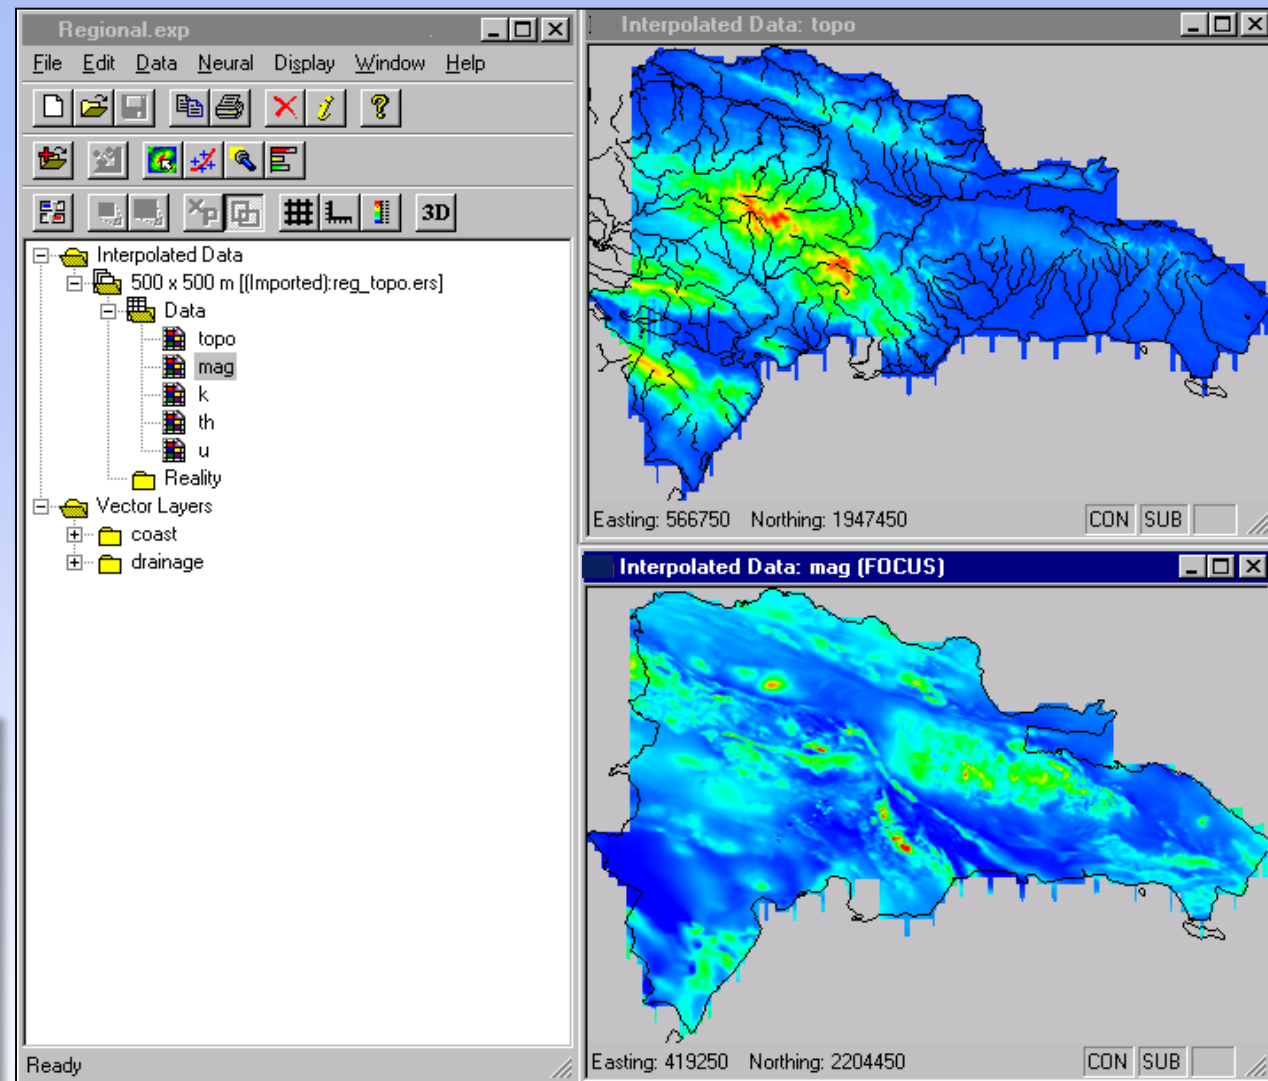 Regional.exp
File Edit Data Neural Display Window Help
3D
Interpolated Data
500 x 500 m [(Imported):reg_topo.ers]
Data
topo
mag
k
th
u
Reality
Vector Layers
coast
drainage
Ready
Interpolated Data: topo
Easting: 566750 Northing: 1947450 CON SUB
Interpolated Data: mag (FOCUS)
Easting: 419250 Northing: 2204450 CON SUB